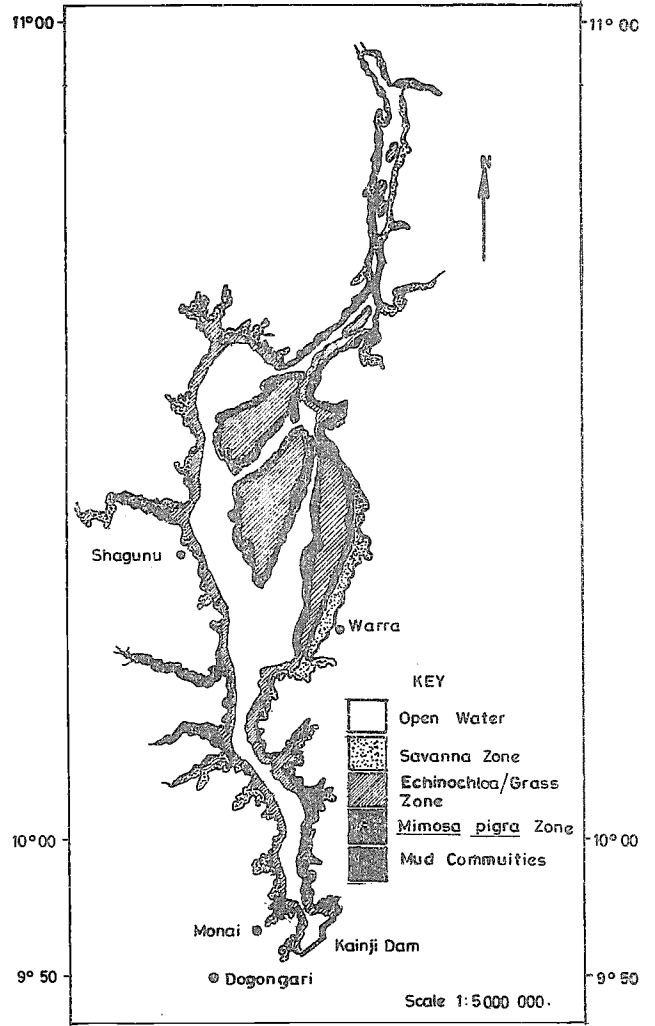 11° 00
11° 00
N
Shagunu
Warra
KEY
Open Water
Savanna Zone
Echinochloa/Grass
Zone
Mimosa pigra Zone
Mud Commuities
10° 00
10° 00
Monai
Kainji Dam
9° 50
9° 50
Dogongari
Scale 1:5000 000.